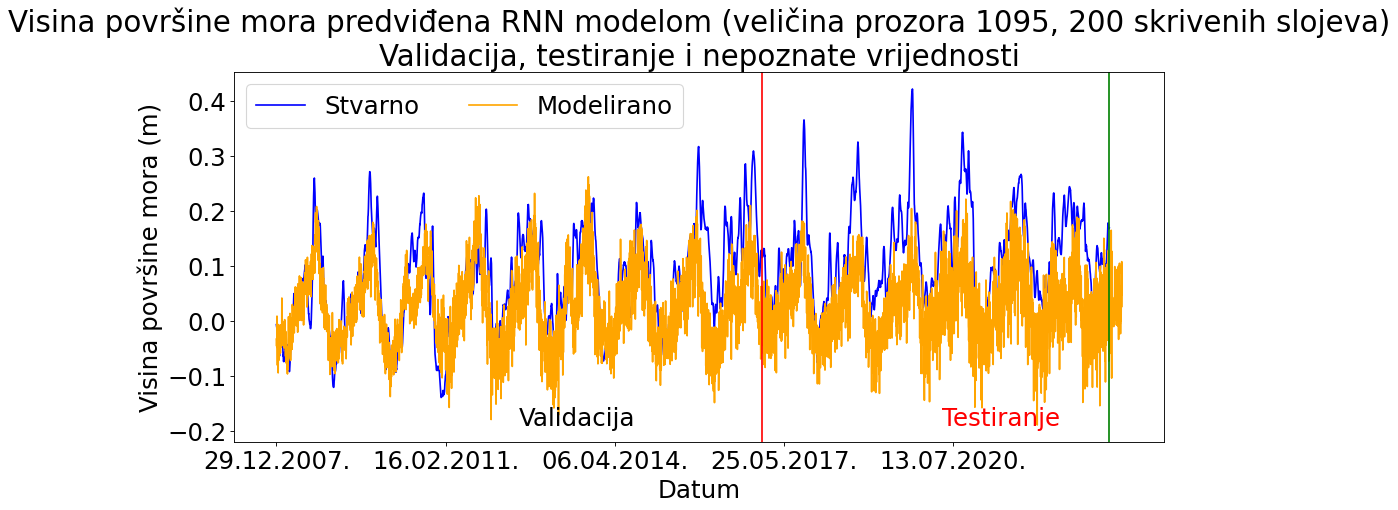 Visina površine mora predviđena RNN modelom (veličina prozora 1095, 200 skrivenih slojeva)
Validacija, testiranje i nepoznate vrijednosti
Stvarno
Modelirano
Visina površine mora (m)
0.4
0.3
0.2
0.1
0.0
−0.1
−0.2
Validacija
Testiranje
29.12.2007.
16.02.2011.
06.04.2014.
25.05.2017.
13.07.2020.
Datum